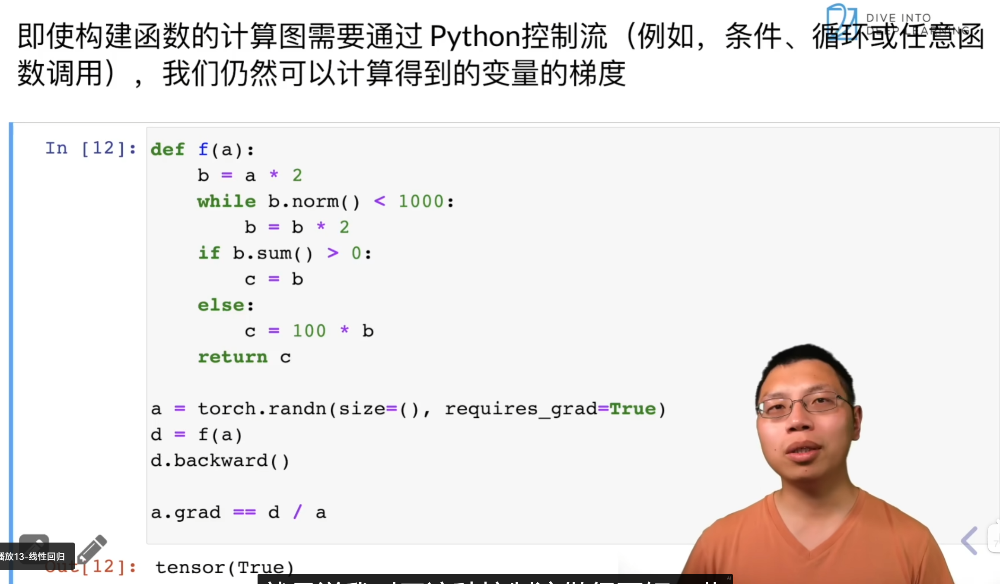 DIVE INTO
DEEP LEARNING
即使构建函数的计算图需要通过 Python控制流（例如，条件、循环或任意函
数调用），我们仍然可以计算得到的变量的梯度
In [12]: def f(a):
b = a * 2
while b.norm() < 1000:
b = b * 2
if b.sum() > 0:
c = b
else:
c = 100 * b
return c
a = torch.randn(size=(), requires_grad=True)
d = f(a)
d.backward()
a.grad == d / a
播放13-线性回归
Out[12]: tensor(True)
AI